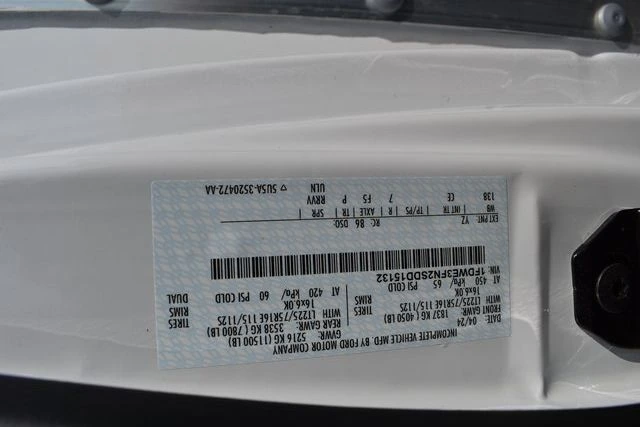 INCOMPLETE VEHICLE MFD. BY FORD MOTOR COMPANY
DATE: 04/24 GVWR: 5216 KG (11500 LB)
FRONT GAWR: 1837 KG (4050 LB) REAR GAWR: 3538 KG (7800 LB)
WITH LT225/75R16E 115/112S TIRES WITH LT225/75R16E 115/112S TIRES
16x6.0K RIMS 16x6.0K RIMS
AT 450 kPa/ 65 PSI COLD AT 420 kPa/ 60 PSI COLD DUAL
VIN: 1FDWE3FN2SDD15132
EXT PNT: YZ RC: 86 DSO:
WB INT TR TP/PS R AXLE TR SPR
138 CE 7 F5 P RRVV
ULN
▽ 5U5A-3520472-AA